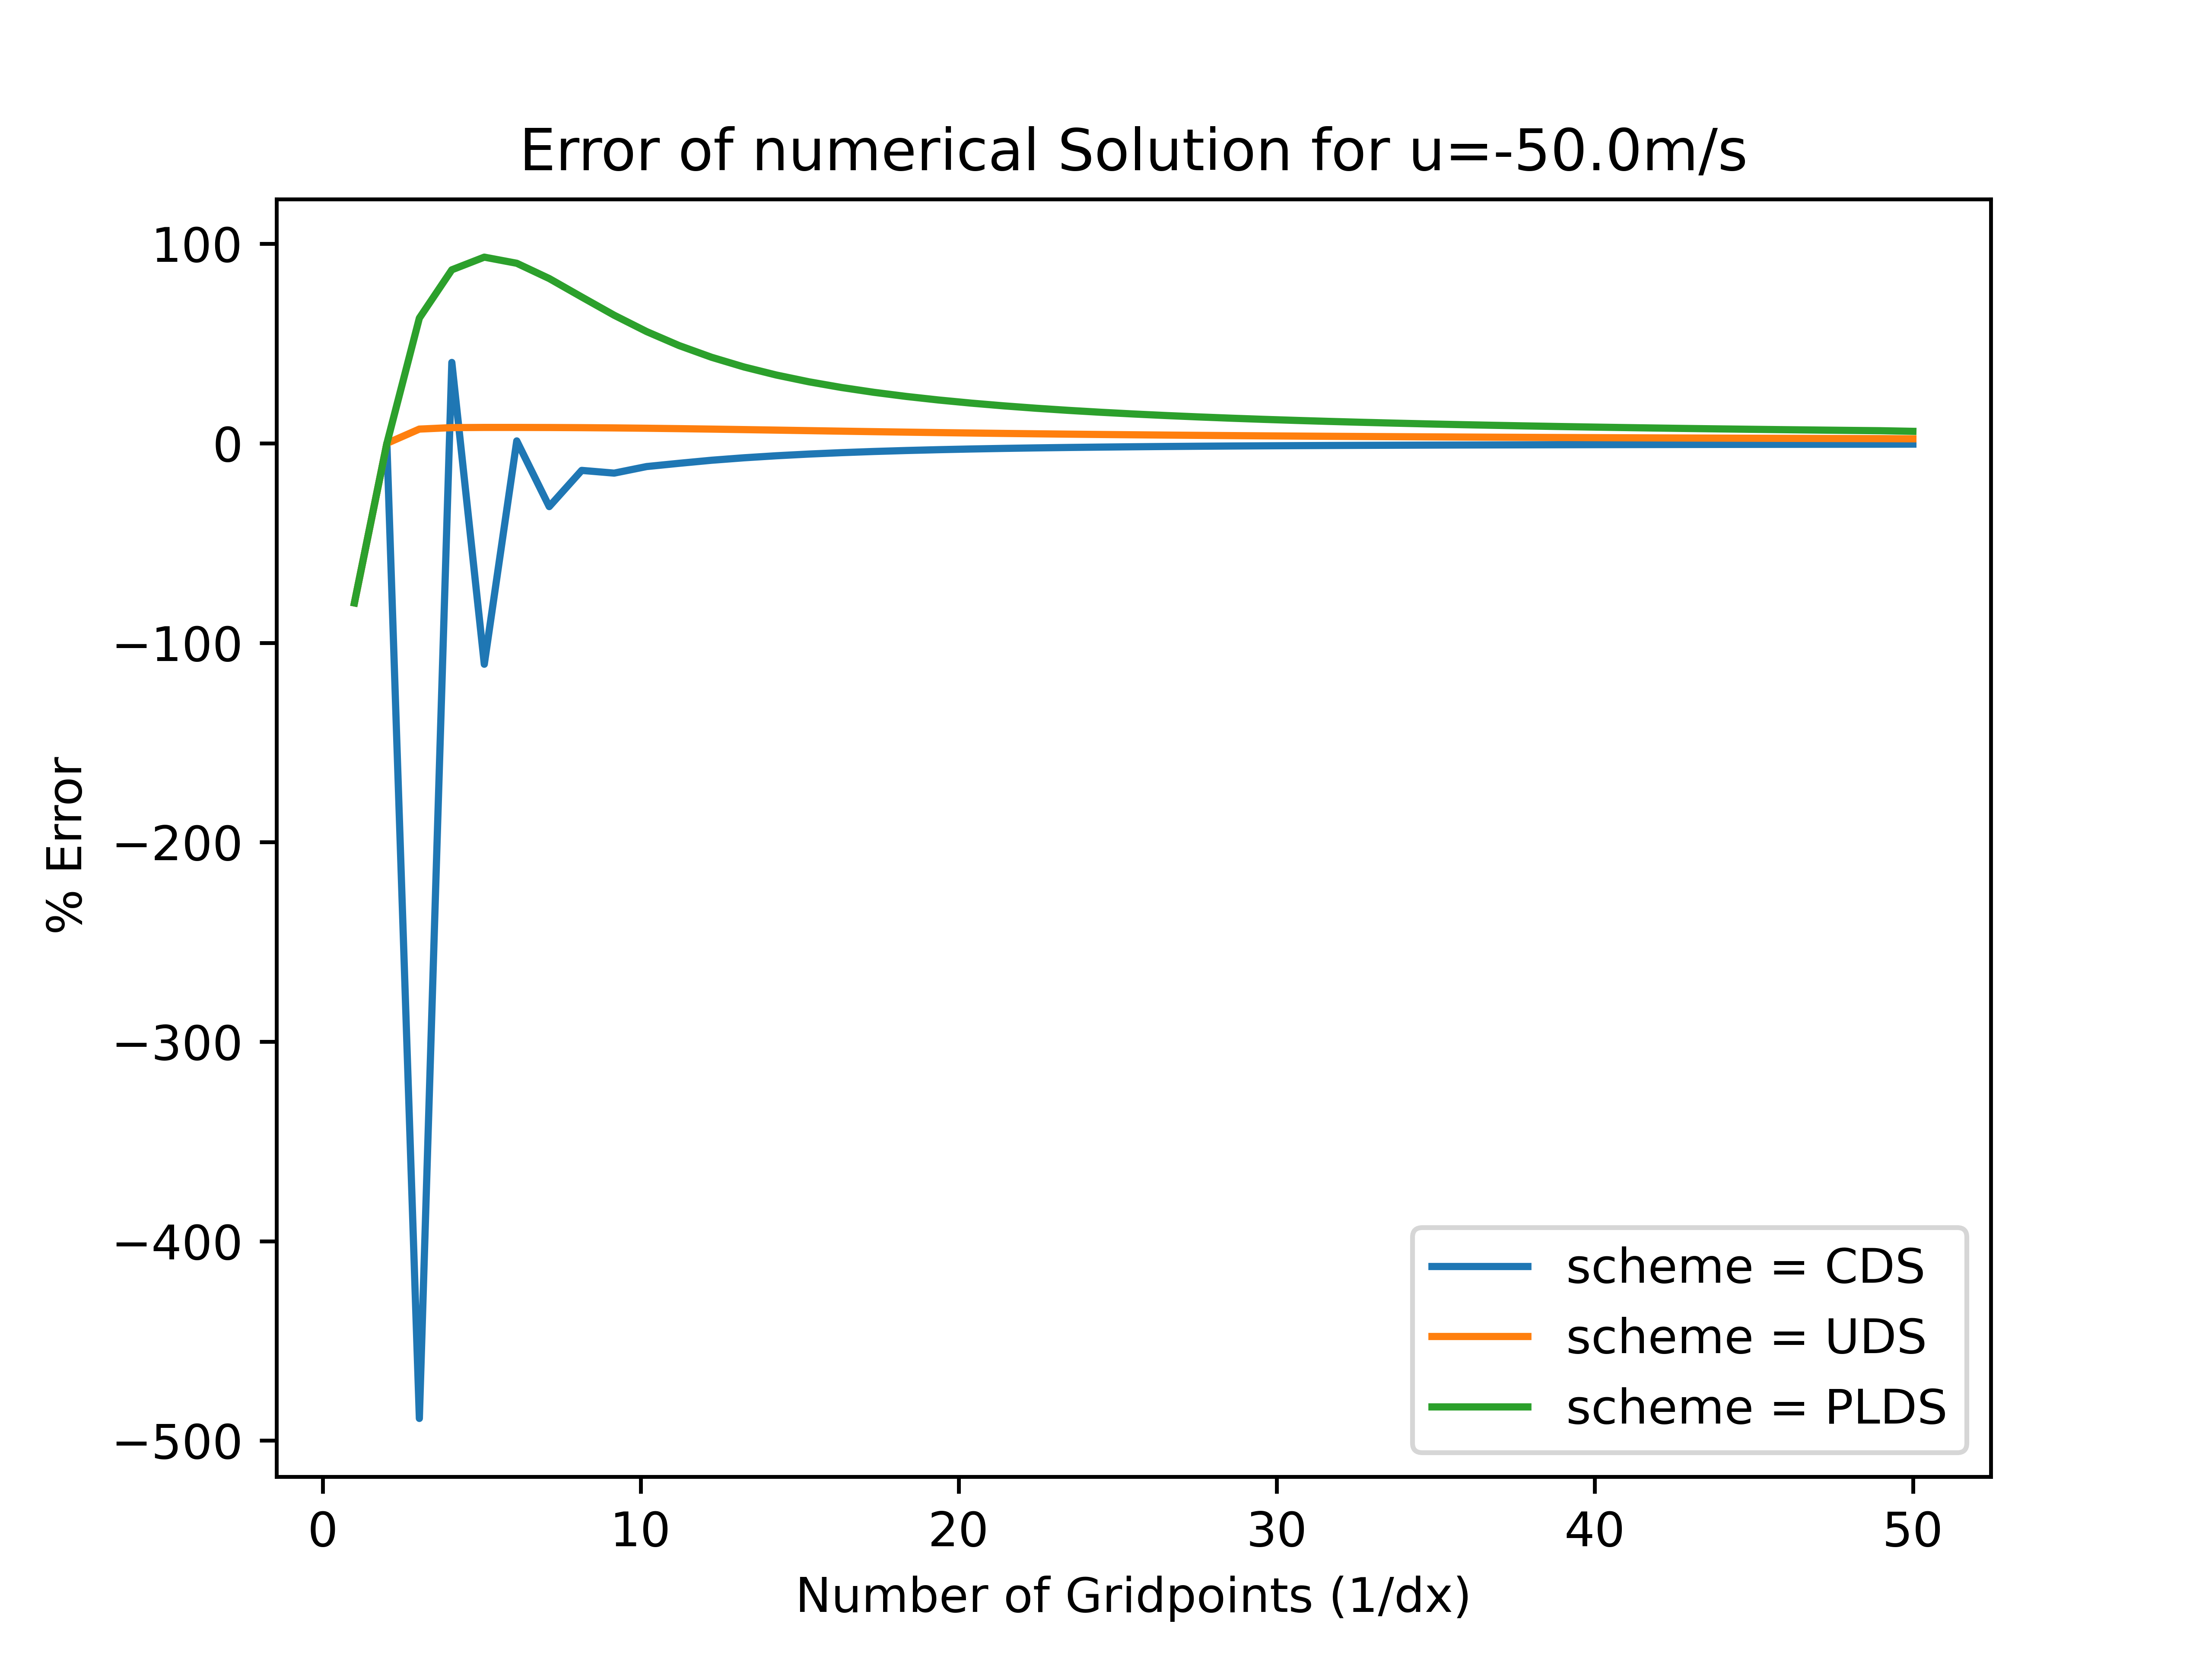 Error of numerical Solution for u=-50.0m/s
100
0
−100
−200
−300
−400
−500
% Error
0 10 20 30 40 50
Number of Gridpoints (1/dx)
scheme = CDS
scheme = UDS
scheme = PLDS